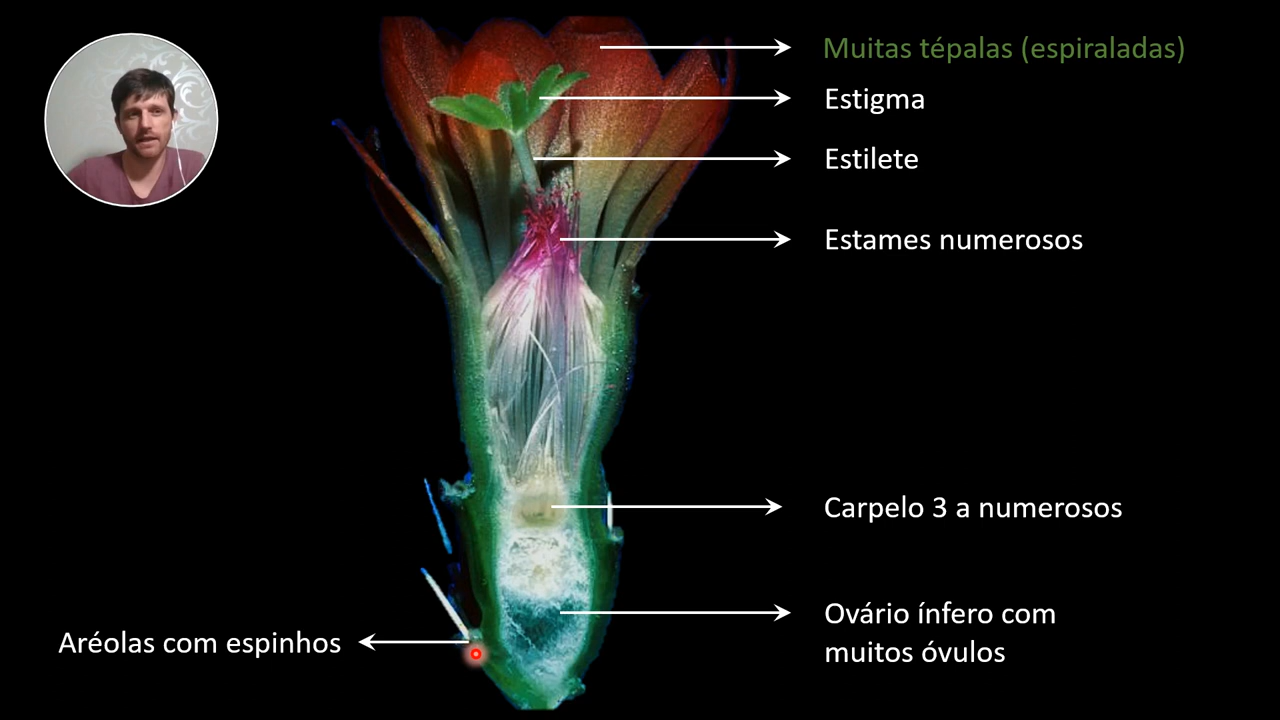 Muitas tépalas (espiraladas)
Estigma
Estilete
Estames numerosos
Carpelo 3 a numerosos
Ovário ínfero com
muitos óvulos
Aréolas com espinhos